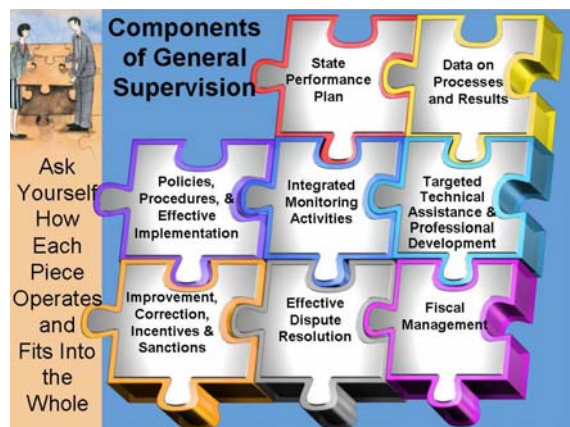 Components
of General
Supervision
State
Performance
Plan
Data on
Processes
and Results
Policies,
Procedures, &
Effective
Implementation
Integrated
Monitoring
Activities
Targeted
Technical
Assistance &
Professional
Development
Improvement,
Correction,
Incentives &
Sanctions
Effective
Dispute
Resolution
Fiscal
Management
Ask
Yourself
How
Each
Piece
Operates
and
Fits Into
the
Whole